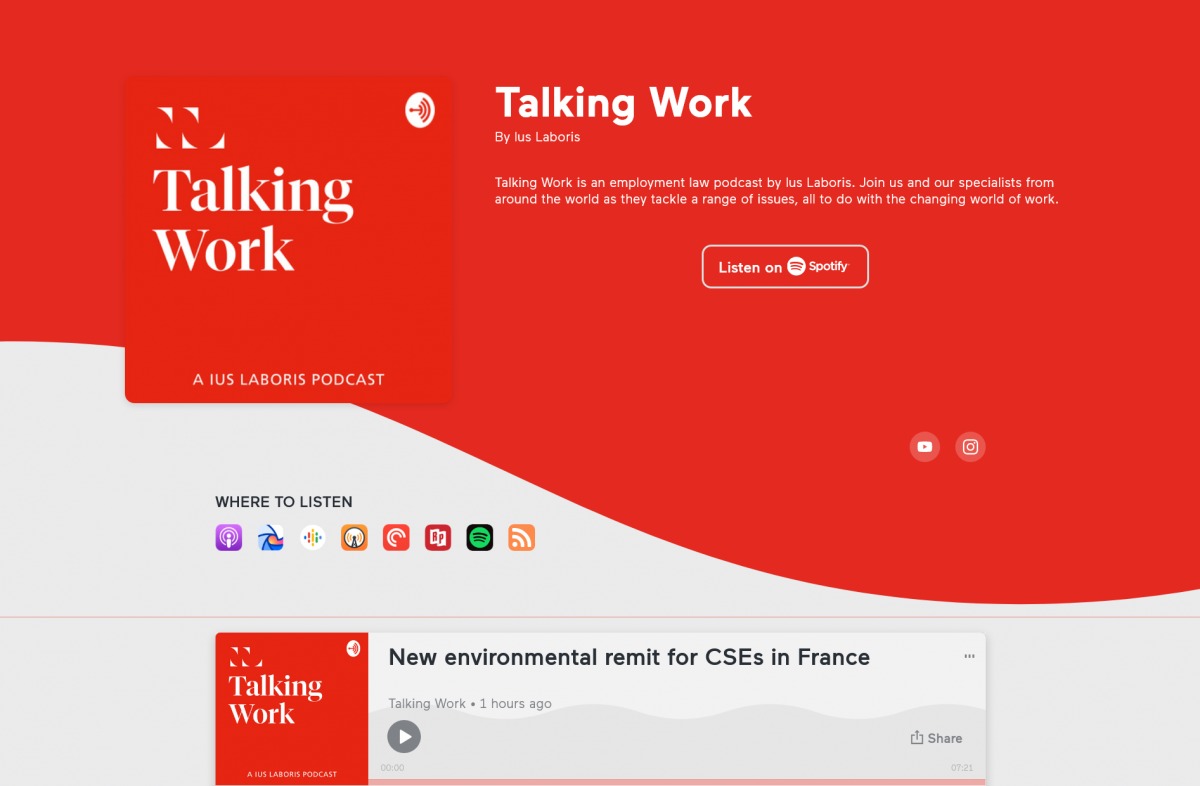 Talking
Work
A IUS LABORIS PODCAST
Talking Work
By Ius Laboris
Talking Work is an employment law podcast by Ius Laboris. Join us and our specialists from
around the world as they tackle a range of issues, all to do with the changing world of work.
Listen on Spotify
WHERE TO LISTEN
Talking
Work
A IUS LABORIS PODCAST
New environmental remit for CSEs in France
Talking Work • 1 hours ago
Share
00:00
07:21